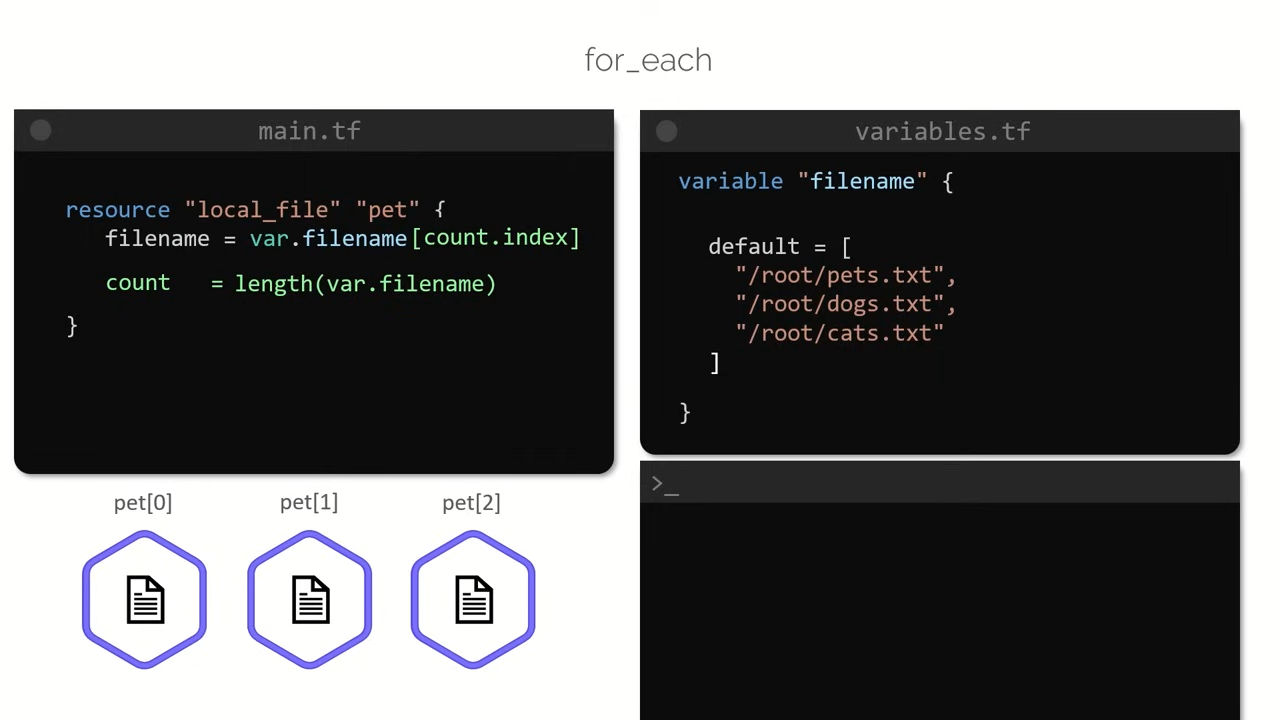 for_each
main.tf
resource "local_file" "pet" {
filename = var.filename[count.index]
count = length(var.filename)
}
variables.tf
variable "filename" {
default = [
"/root/pets.txt",
"/root/dogs.txt",
"/root/cats.txt"
]
}
pet[0] pet[1] pet[2]
>_